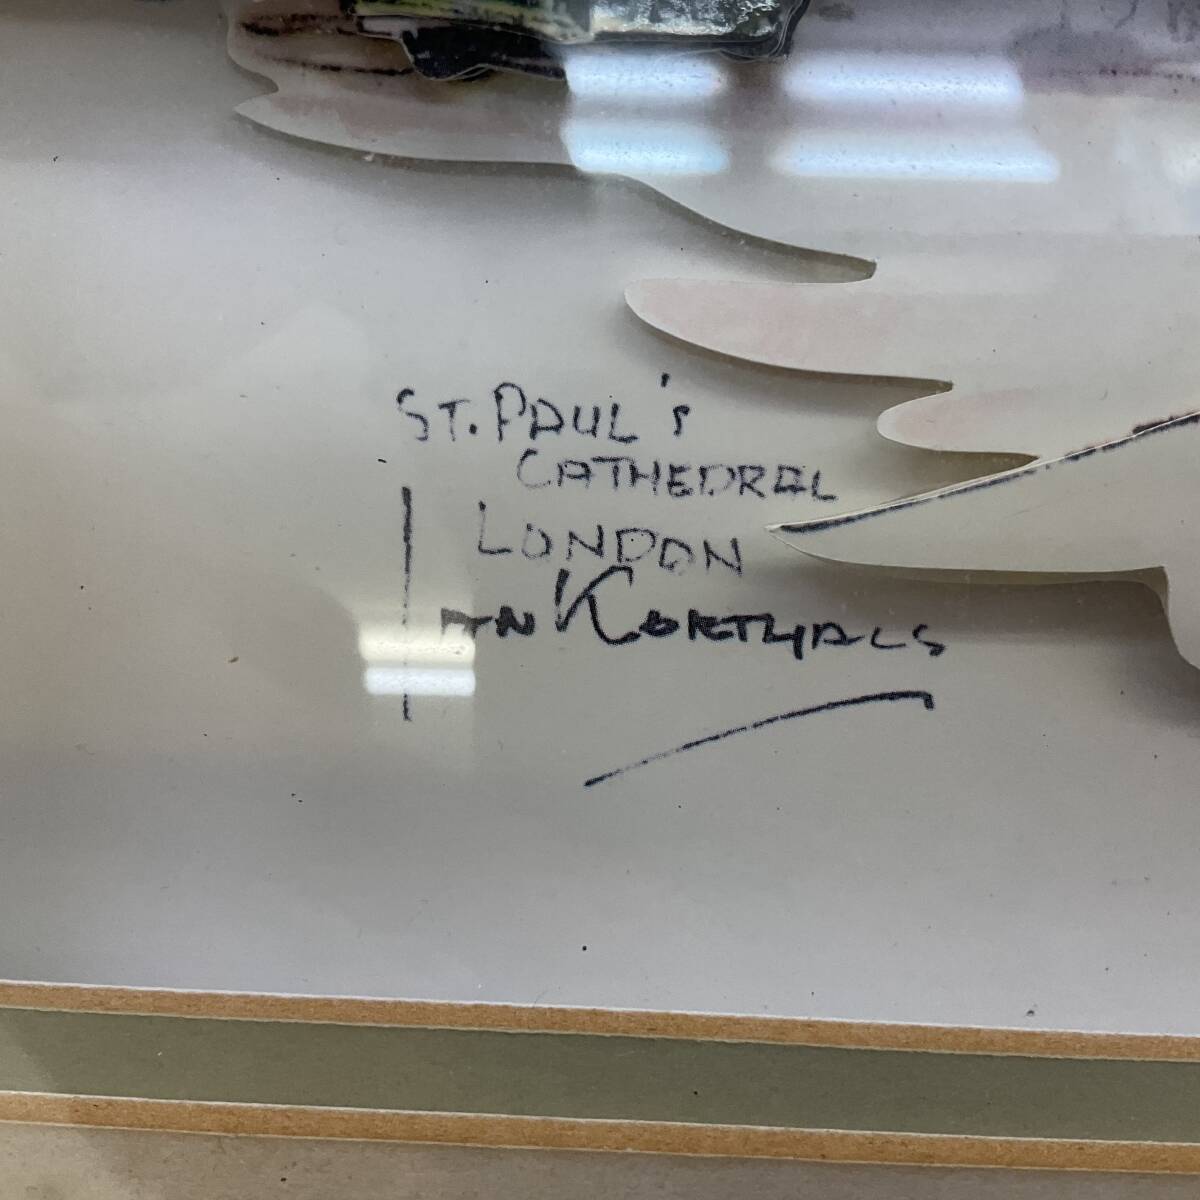 St. Paul's
Cathedral
London
Jan Korthals